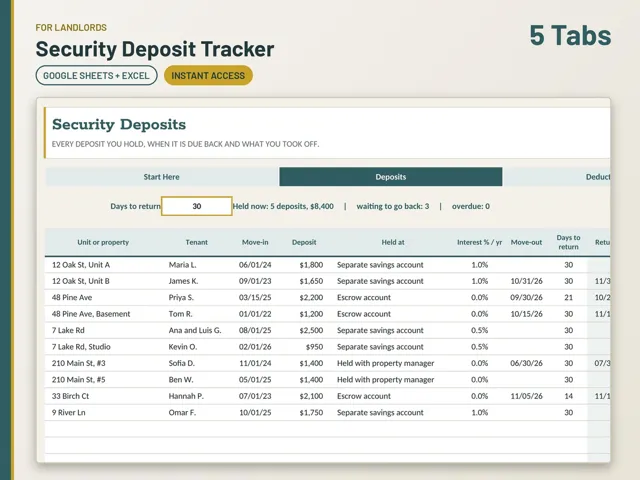 FOR LANDLORDS
Security Deposit Tracker
5 Tabs
GOOGLE SHEETS + EXCEL INSTANT ACCESS
Security Deposits
EVERY DEPOSIT YOU HOLD, WHEN IT IS DUE BACK AND WHAT YOU TOOK OFF.
Start Here Deposits Deduct
Days to return 30 Held now: 5 deposits, $8,400 | waiting to go back: 3 | overdue: 0
Unit or property Tenant Move-in Deposit Held at Interest % / yr Move-out Days to return Retu
12 Oak St, Unit A Maria L. 06/01/24 $1,800 Separate savings account 1.0% 30
12 Oak St, Unit B James K. 09/01/23 $1,650 Separate savings account 1.0% 10/31/26 30 11/3
48 Pine Ave Priya S. 03/15/25 $2,200 Escrow account 0.0% 09/30/26 21 10/2
48 Pine Ave, Basement Tom R. 01/01/22 $1,200 Escrow account 0.0% 10/15/26 30 11/1
7 Lake Rd Ana and Luis G. 08/01/25 $2,500 Separate savings account 0.5% 30
7 Lake Rd, Studio Kevin O. 02/01/26 $950 Separate savings account 0.5% 30
210 Main St, #3 Sofia D. 11/01/24 $1,400 Held with property manager 0.0% 06/30/26 30 07/3
210 Main St, #5 Ben W. 05/01/25 $1,400 Held with property manager 0.0% 30
33 Birch Ct Hannah P. 07/01/23 $2,100 Escrow account 0.0% 11/05/26 14 11/1
9 River Ln Omar F. 10/01/25 $1,750 Separate savings account 1.0% 30